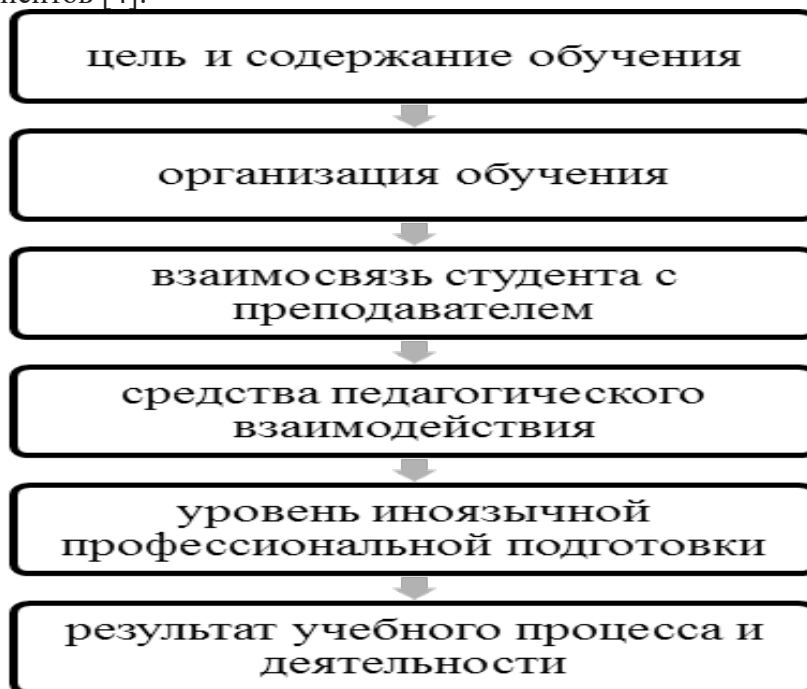 [4].
цель и содержание обучения
организация обучения
взаимосвязь студента с
преподавателем
средства педагогического
взаимодействия
уровень иноязычной
профессиональной подготовки
результат учебного процесса и
деятельности